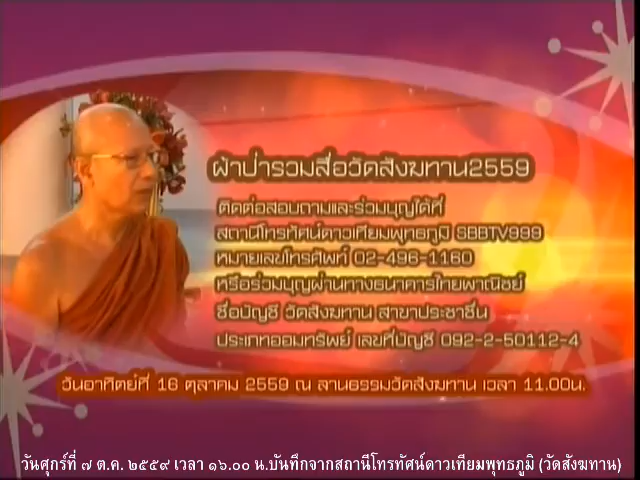 ผ้าป่ารวมสื่อวัดสังฆทาน2559
ติดต่อสอบถามและร่วมบุญได้ที่
สถานีโทรทัศน์ดาวเทียมพุทธภูมิ SBBTV999
หมายเลขโทรศัพท์ 02-496-1160
หรือร่วมบุญผ่านทางธนาคารไทยพาณิชย์
ชื่อบัญชี วัดสังฆทาน สาขาประชาชื่น
ประเภทออมทรัพย์ เลขที่บัญชี 092-2-50112-4
วันอาทิตย์ที่ 16 ตุลาคม 2559 ณ ลานธรรมวัดสังฆทาน เวลา 11.00น.
วันศุกร์ที่ ๗ ต.ค. ๒๕๕๙ เวลา ๑๖.๐๐ น.บันทึกจากสถานีโทรทัศน์ดาวเทียมพุทธภูมิ (วัดสังฆทาน)